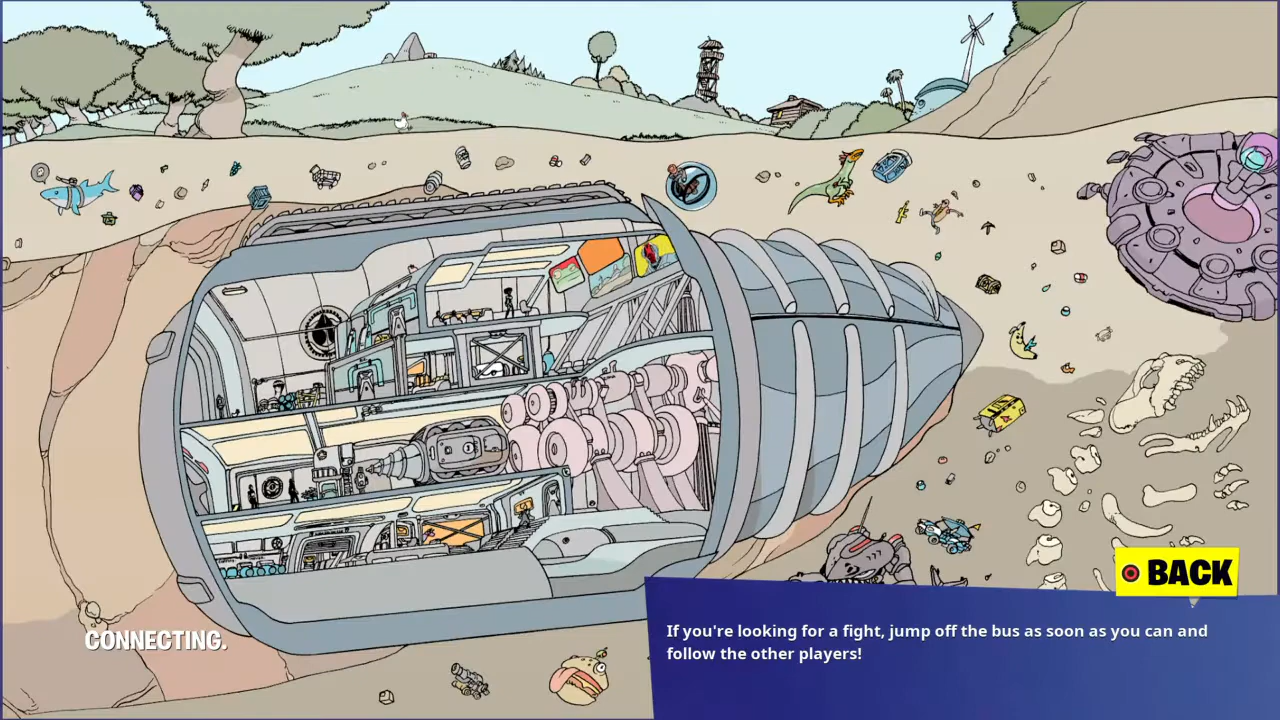 CONNECTING.
BACK
If you're looking for a fight, jump off the bus as soon as you can and
follow the other players!